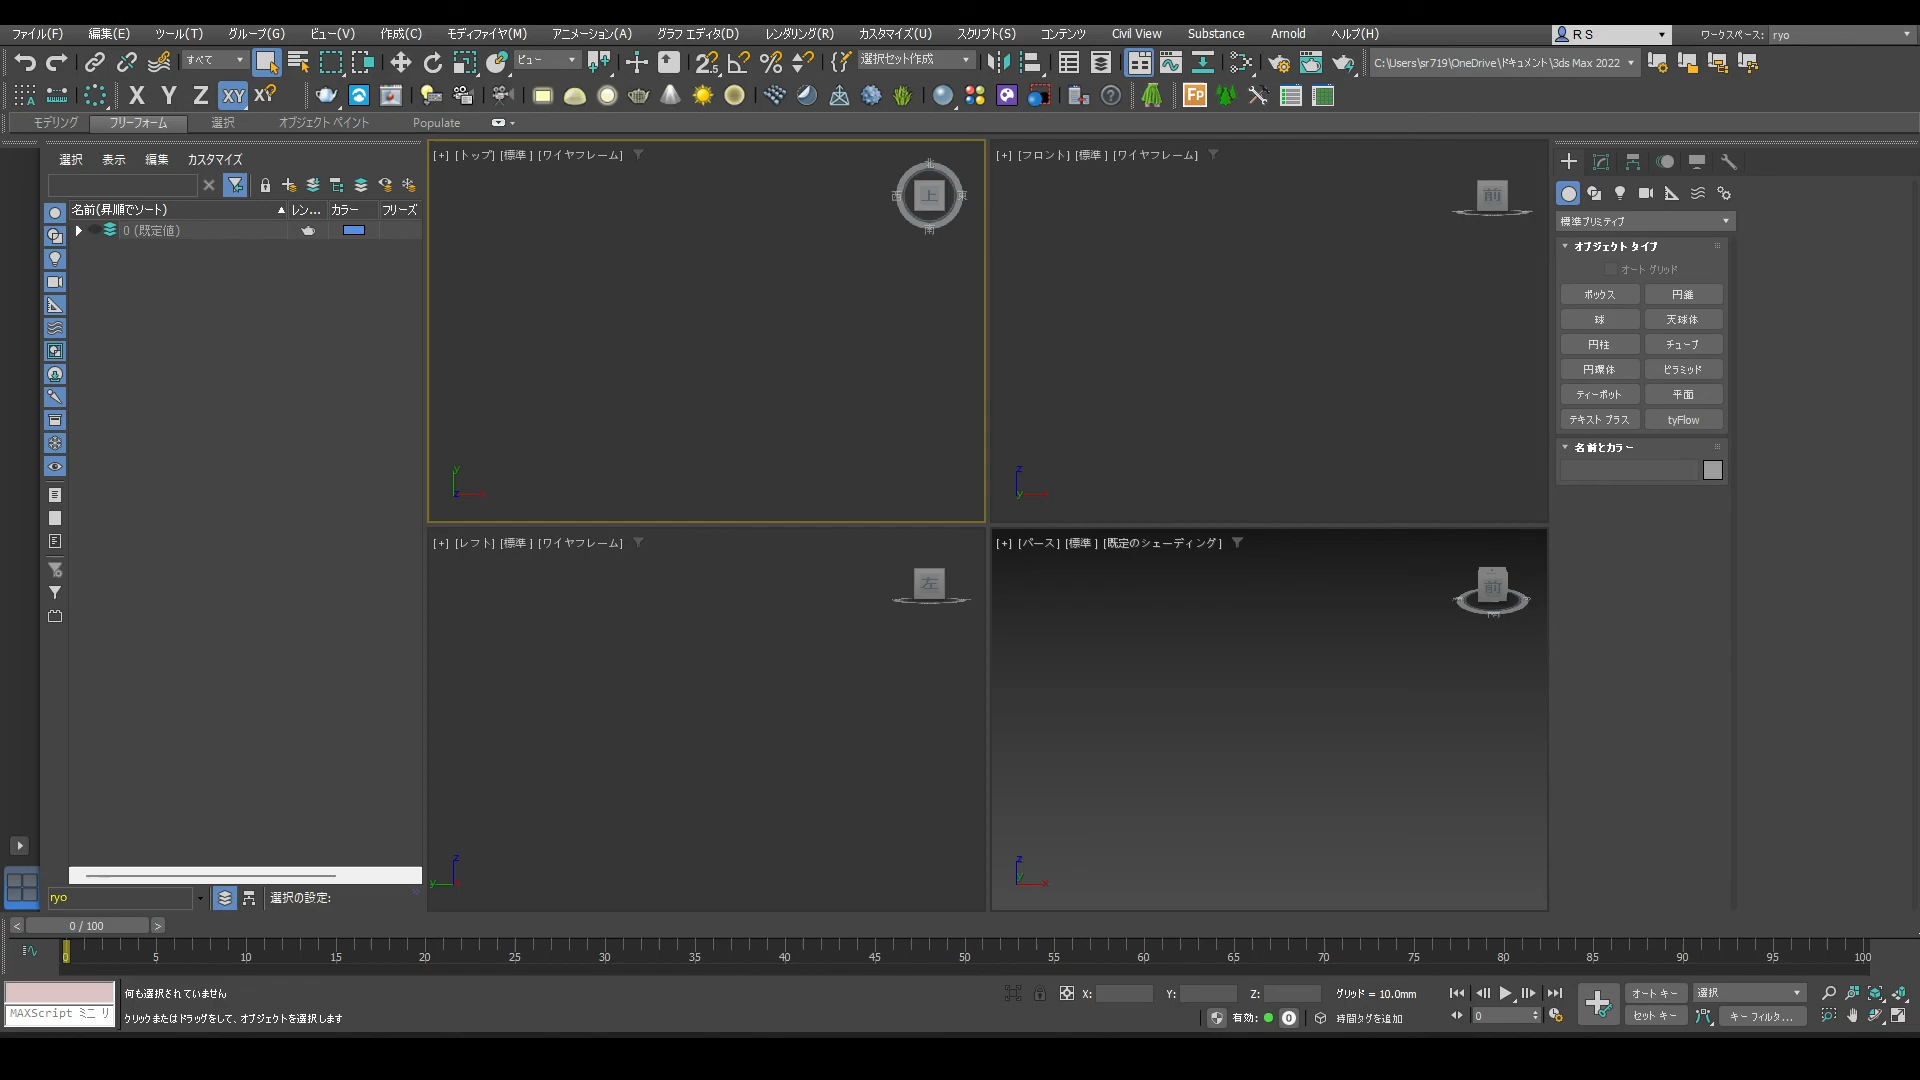 ファイル(F) 編集(E) ツール(T) グループ(G) ビュー(V) 作成(C) モディファイヤ(M) アニメーション(A) グラフ エディタ(D) レンダリング(R) カスタマイズ(U) スクリプト(S) コンテンツ Civil View Substance Arnold ヘルプ(H) R S ワークスペース: ryo
すべて ビュー 選択セット作成 C:\Users\sr719\OneDrive\ドキュメント\3ds Max 2022
X Y Z XY X? Fp
モデリング フリーフォーム 選択 オブジェクト ペイント Populate
選択 表示 編集 カスタマイズ
名前(昇順でソート) レン... カラー フリーズ
0 (既定値)
[+] [トップ] [標準 ] [ワイヤフレーム]
上
北
西
東
南
y
z
[+] [フロント] [標準 ] [ワイヤフレーム]
前
z
y
[+] [レフト] [標準 ] [ワイヤフレーム]
左
z
y
[+] [パース] [標準 ] [既定のシェーディング]
前
z
y
x
標準プリミティブ
オブジェクト タイプ
オート グリッド
ボックス 円錐
球 天球体
円柱 チューブ
円環体 ピラミッド
ティーポット 平面
テキスト プラス tyFlow
名前とカラー
ryo 選択の設定:
< 0 / 100 >
0 5 10 15 20 25 30 35 40 45 50 55 60 65 70 75 80 85 90 95 100
何も選択されていません X: Y: Z: グリッド = 10.0mm オート キー 選択
MAXScript ミニ リ クリックまたはドラッグをして、オブジェクトを選択します 有効: 0 時間タグを追加 0 セット キー キー フィルタ...